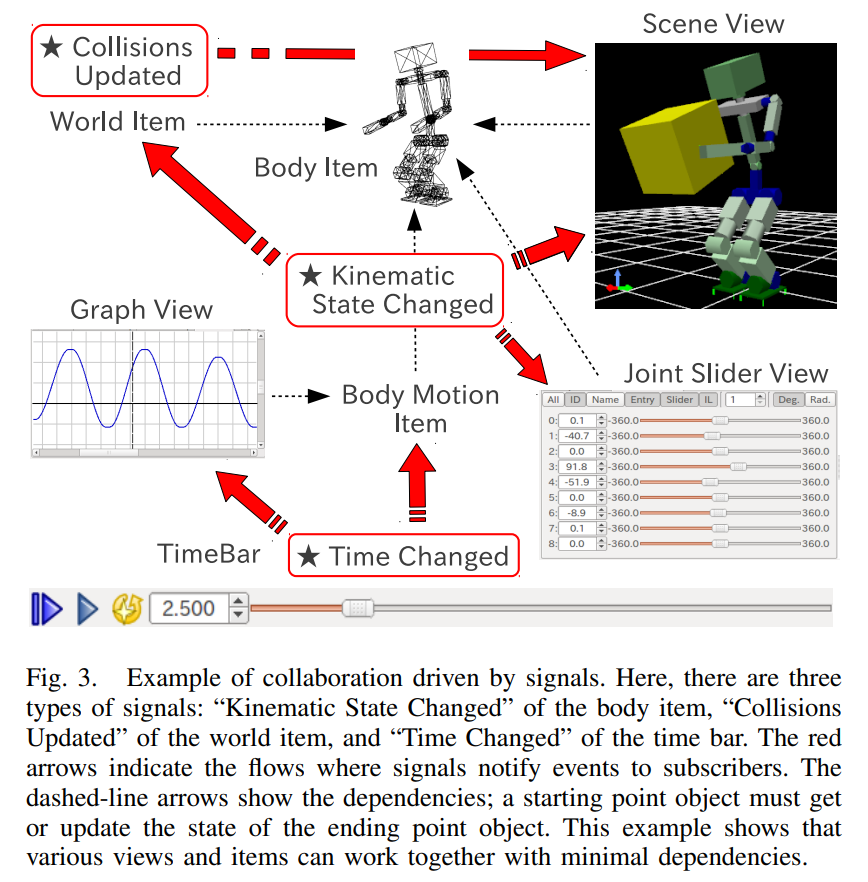 Scene View
★ Collisions
Updated
World Item
Body Item
★ Kinematic
State Changed
Graph View
Joint Slider View
Body Motion
Item
All ID Name Entry Slider IL 1 Deg. Rad.
0: 0.1 -360.0 360.0
1: -40.7 -360.0 360.0
2: 0.0 -360.0 360.0
3: 91.8 -360.0 360.0
4: -51.9 -360.0 360.0
5: 0.0 -360.0 360.0
6: -8.9 -360.0 360.0
7: 0.1 -360.0 360.0
8: 0.0 -360.0 360.0
TimeBar
★ Time Changed
2.500
Fig. 3. Example of collaboration driven by signals. Here, there are three
types of signals: “Kinematic State Changed” of the body item, “Collisions
Updated” of the world item, and “Time Changed” of the time bar. The red
arrows indicate the flows where signals notify events to subscribers. The
dashed-line arrows show the dependencies; a starting point object must get
or update the state of the ending point object. This example shows that
various views and items can work together with minimal dependencies.